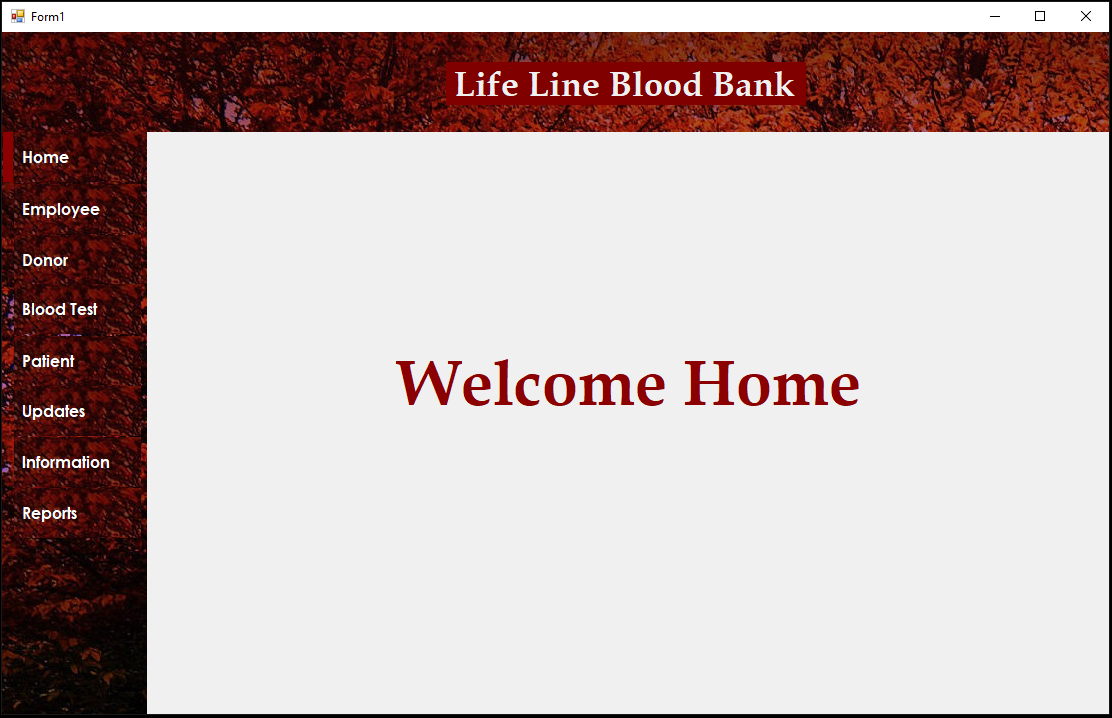 Form1
Life Line Blood Bank
Home
Employee
Donor
Blood Test
Patient
Updates
Information
Reports
Welcome Home